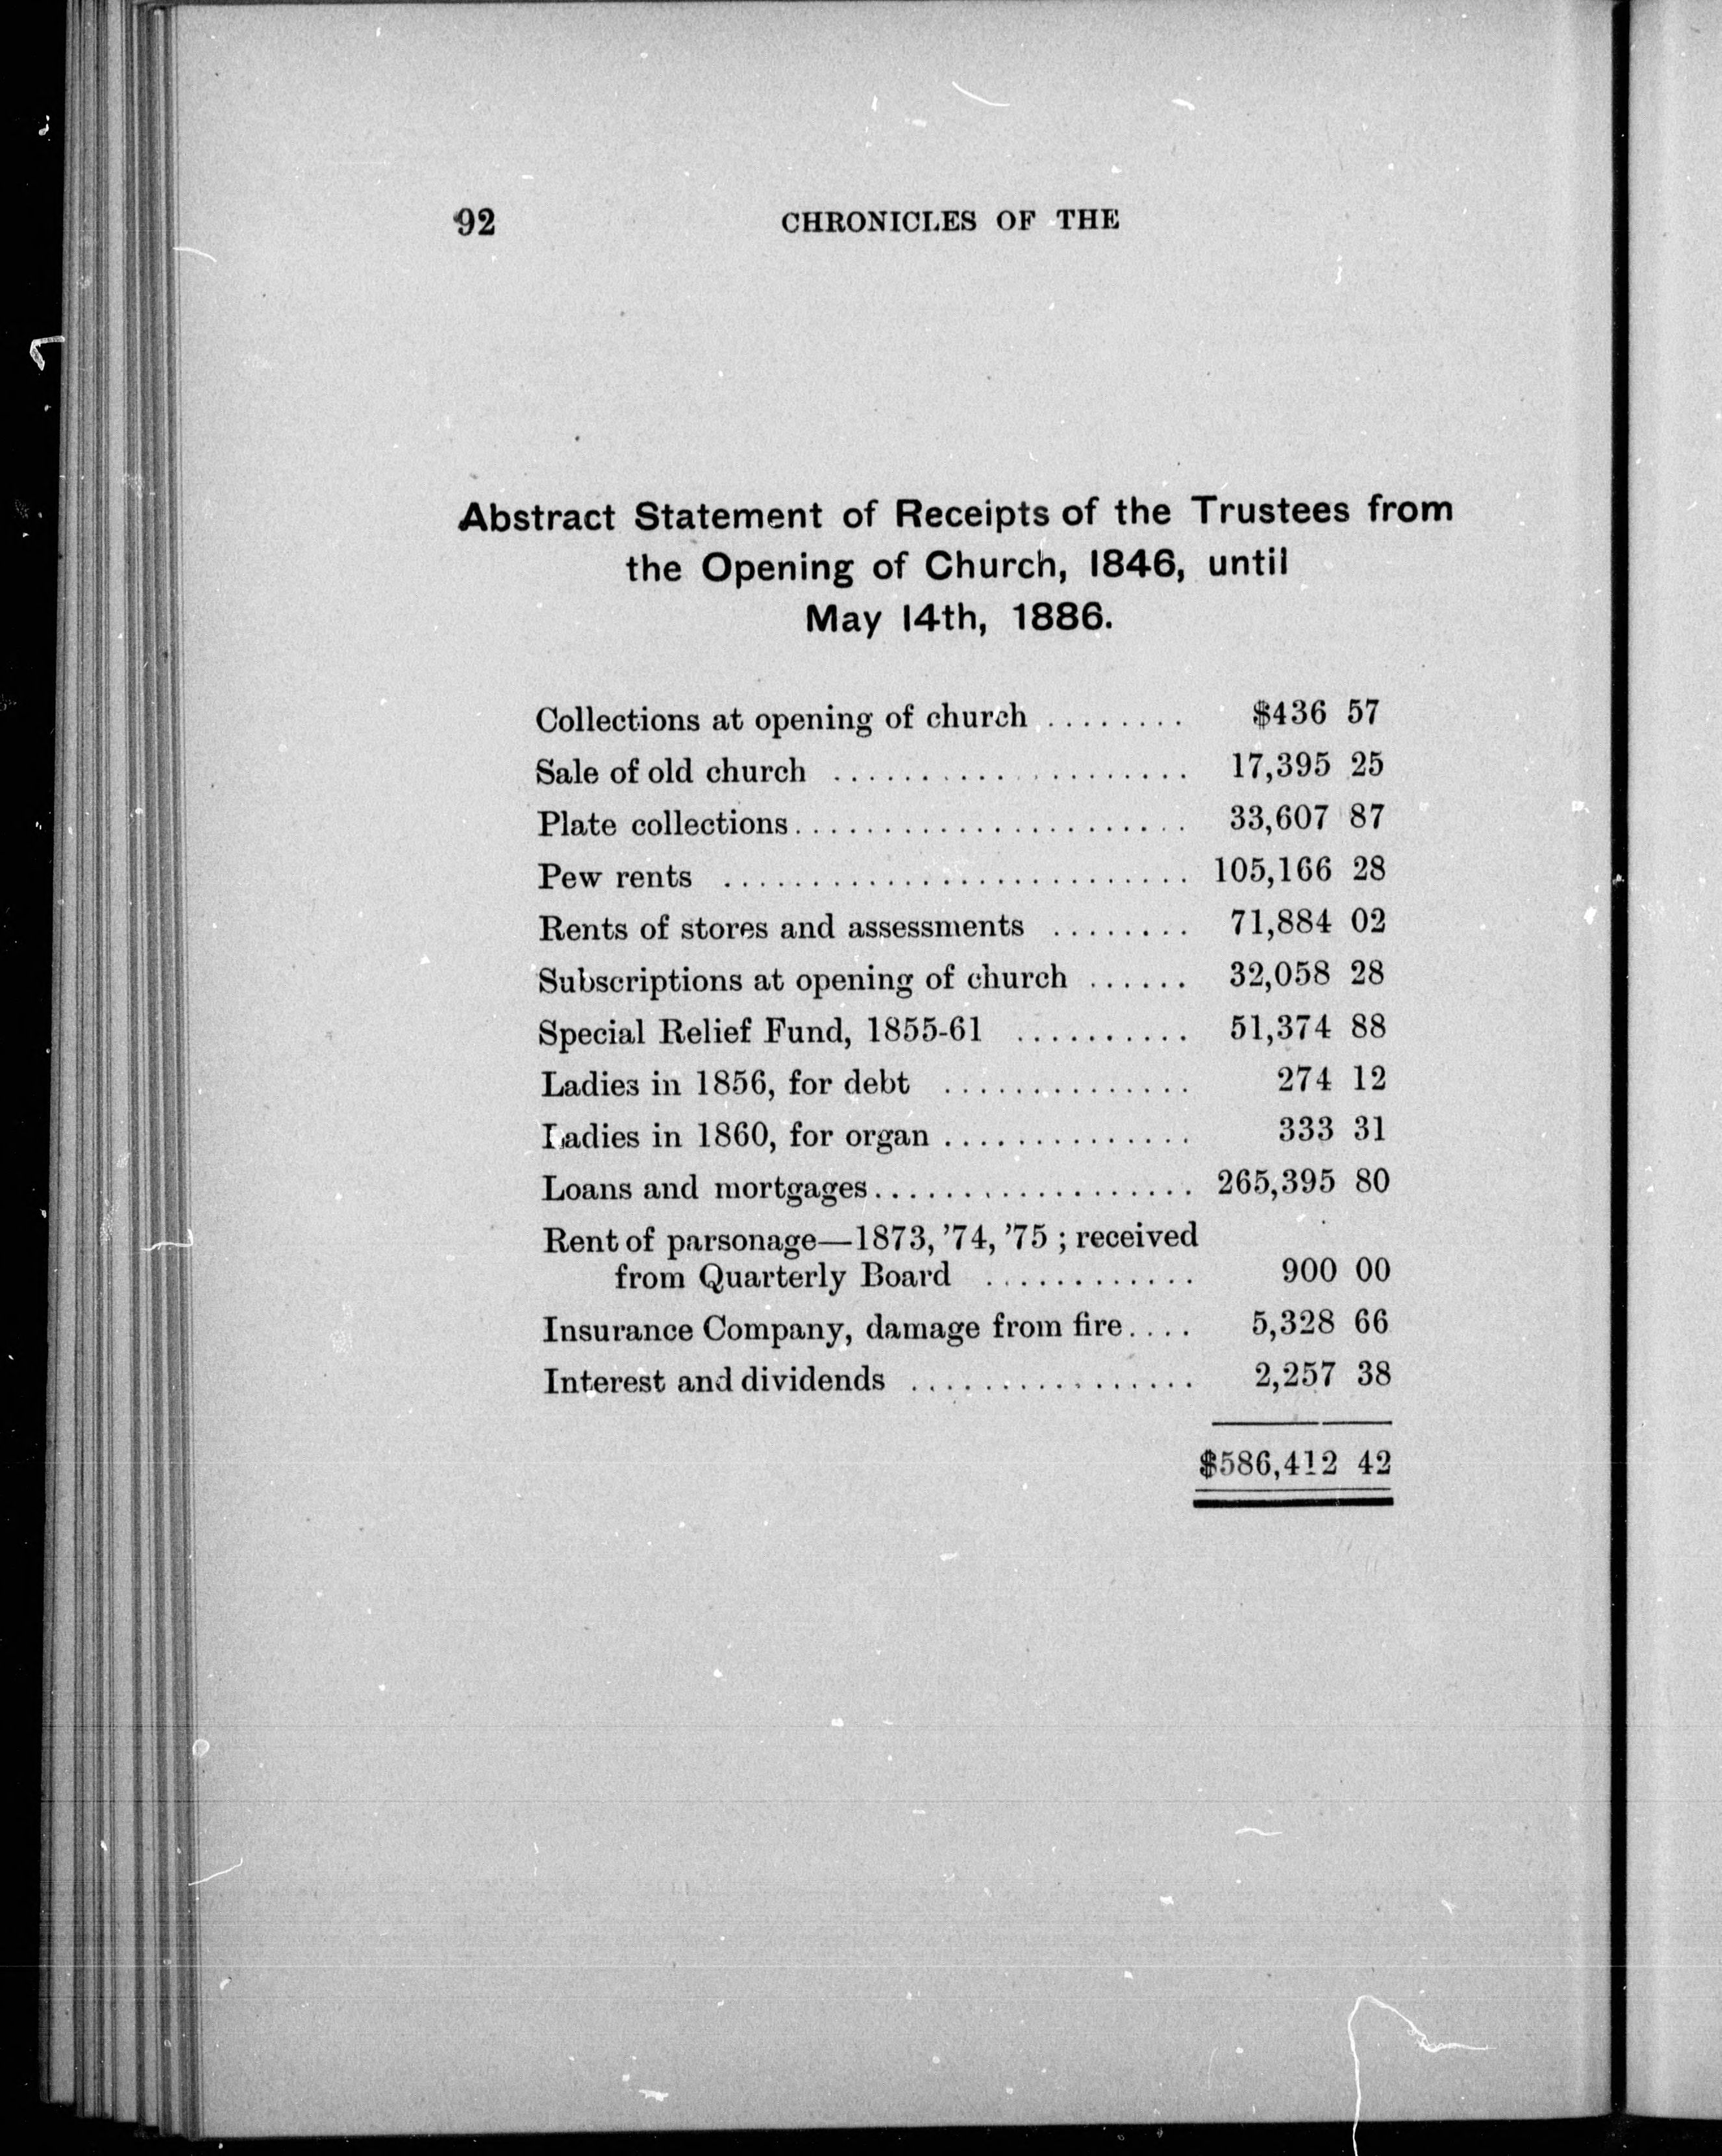 92 CHRONICLES OF THE
Abstract Statement of Receipts of the Trustees from
the Opening of Church, 1846, until
May 14th, 1886.
Collections at opening of church ........ $436 57
Sale of old church .................... 17,395 25
Plate collections...................... 33,607 87
Pew rents ........................... 105,166 28
Rents of stores and assessments ........ 71,884 02
Subscriptions at opening of church ...... 32,058 28
Special Relief Fund, 1855-61 .......... 51,374 88
Ladies in 1856, for debt .............. 274 12
Ladies in 1860, for organ .............. 333 31
Loans and mortgages.................. 265,395 80
Rent of parsonage—1873, ’74, ’75 ; received
from Quarterly Board ............ 900 00
Insurance Company, damage from fire.... 5,328 66
Interest and dividends ................ 2,257 38
$586,412 42